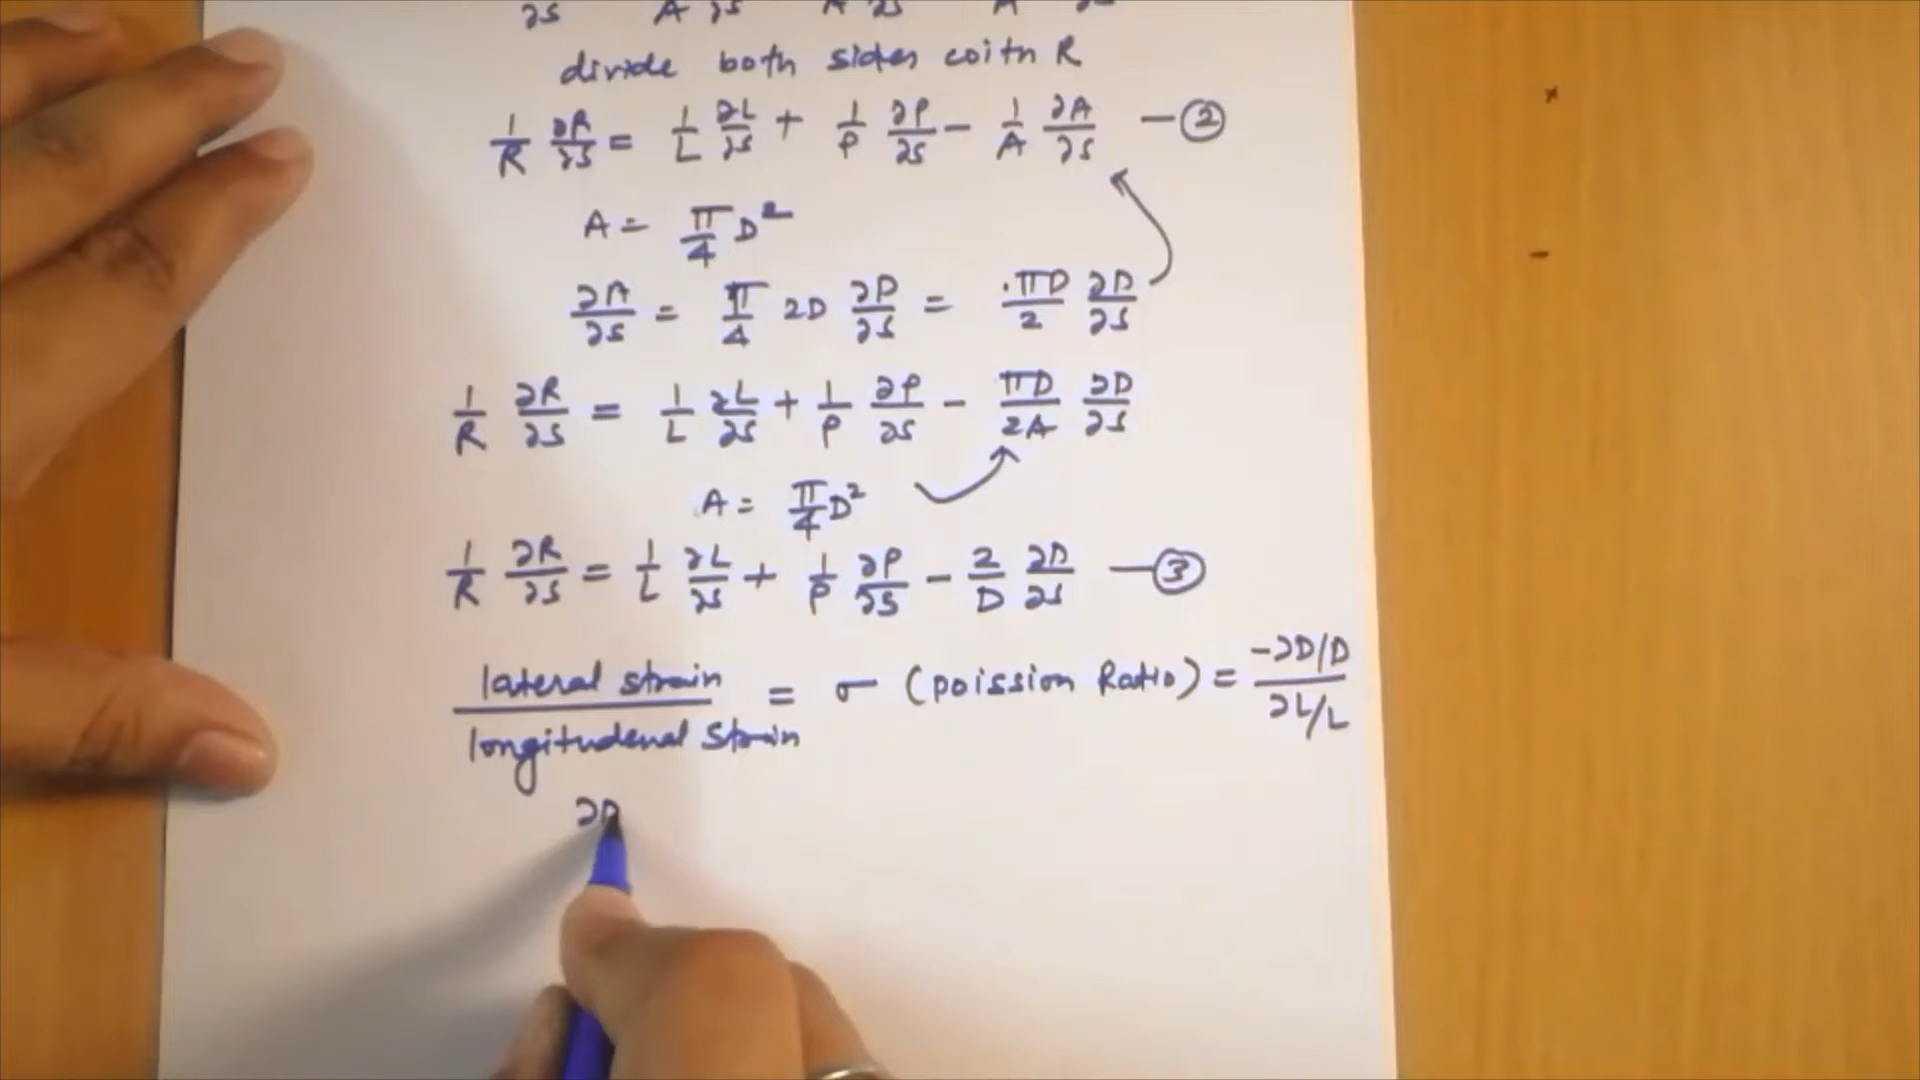 ∂S A ∂S A ∂S A ∂S
divide both sides with R
1/R ∂R/∂S = 1/L ∂L/∂S + 1/ρ ∂ρ/∂S - 1/A ∂A/∂S — ②
A = π/4 D²
∂A/∂S = π/4 2D ∂D/∂S = πD/2 ∂D/∂S
1/R ∂R/∂S = 1/L ∂L/∂S + 1/ρ ∂ρ/∂S - πD/2A ∂D/∂S
A = π/4 D²
1/R ∂R/∂S = 1/L ∂L/∂S + 1/ρ ∂ρ/∂S - 2/D ∂D/∂S — ③
lateral strain / longitudenal strain = σ (poission Ratio) = -∂D/D / ∂L/L
∂D